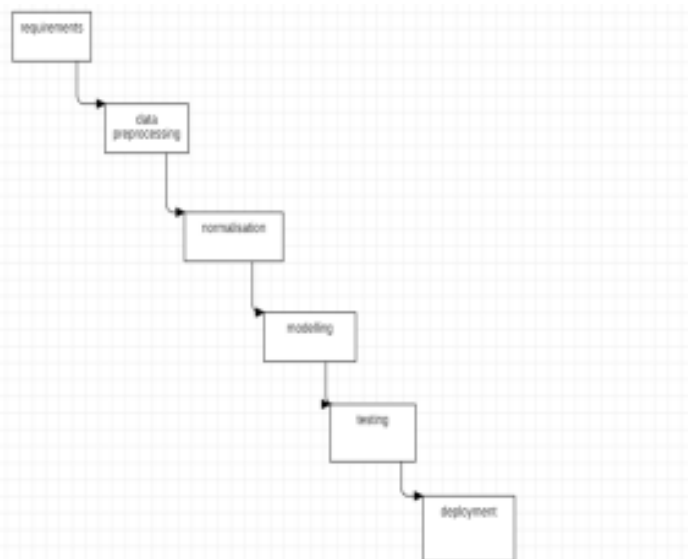 requirements
data
preprocessing
normalisation
modelling
testing
deployment